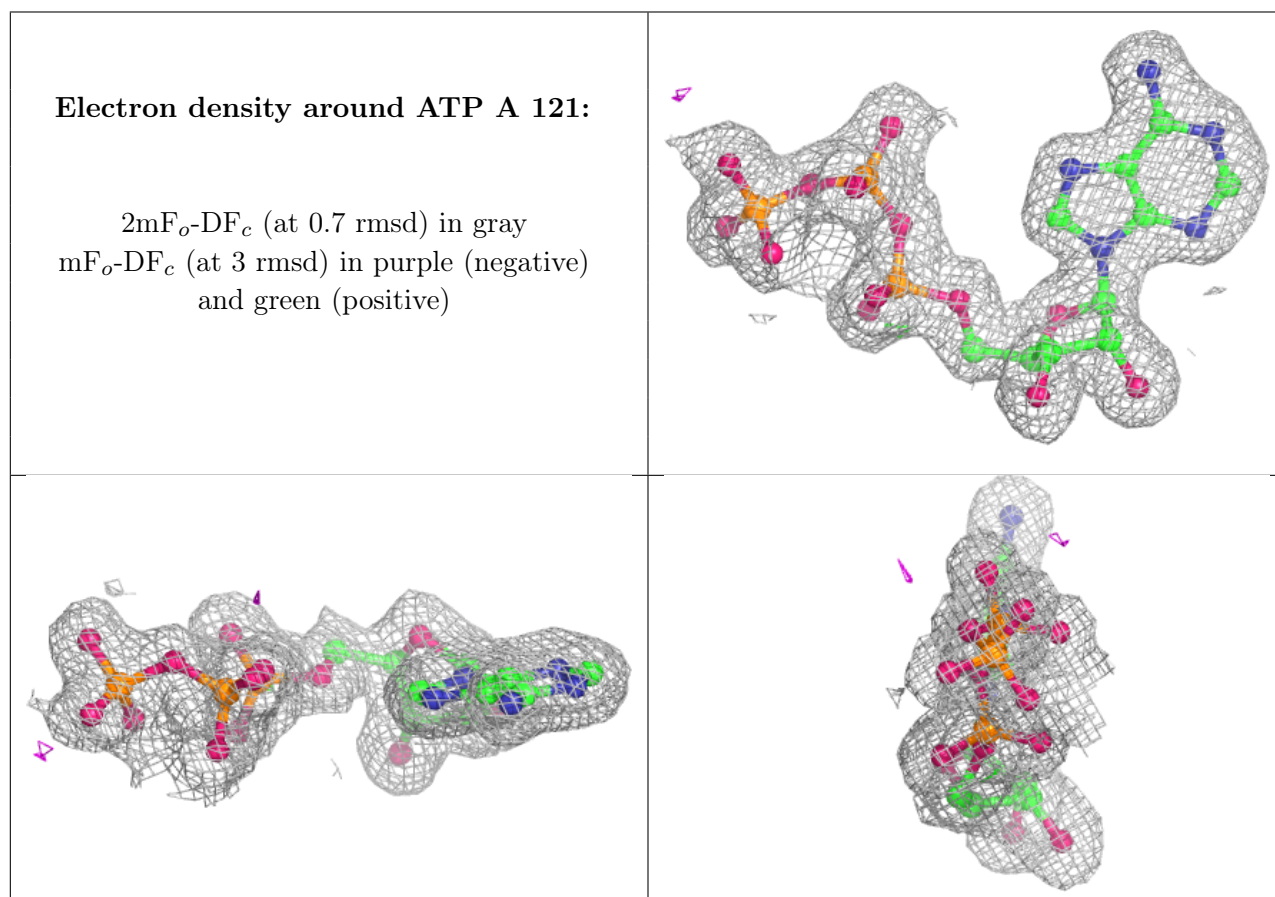 Electron density around ATP A 121:
2mFo-DFc (at 0.7 rmsd) in gray
mFo-DFc (at 3 rmsd) in purple (negative)
and green (positive)